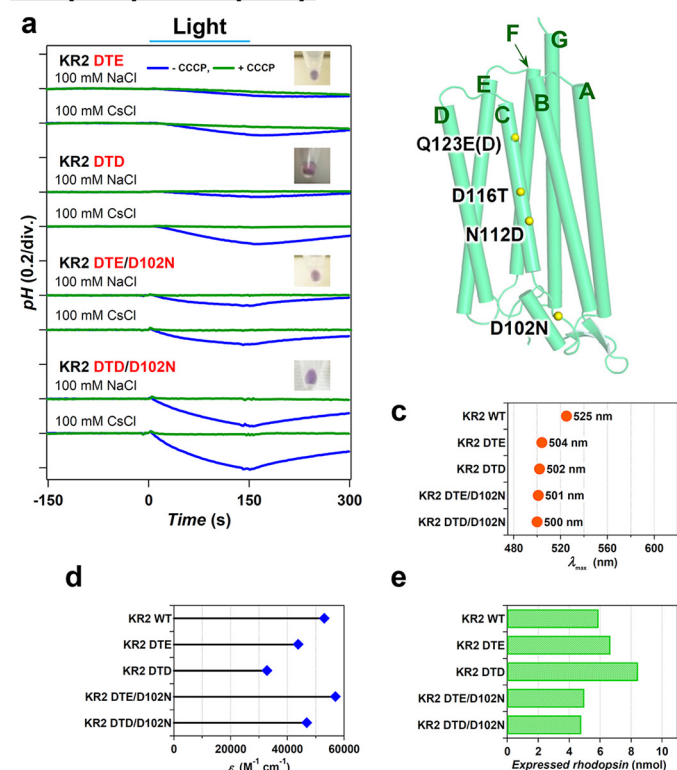 a
Light
KR2 DTE
100 mM NaCl
- CCCP, + CCCP
100 mM CsCl
KR2 DTD
100 mM NaCl
100 mM CsCl
KR2 DTE/D102N
100 mM NaCl
100 mM CsCl
KR2 DTD/D102N
100 mM NaCl
100 mM CsCl
pH (0.2/div.)
-150 0 150 300
Time (s)
F G
E B A
D C
Q123E(D)
D116T
N112D
D102N
c
KR2 WT 525 nm
KR2 DTE 504 nm
KR2 DTD 502 nm
KR2 DTE/D102N 501 nm
KR2 DTD/D102N 500 nm
480 520 560 600
λmax (nm)
d
KR2 WT
KR2 DTE
KR2 DTD
KR2 DTE/D102N
KR2 DTD/D102N
0 20000 40000 60000
ε (M⁻¹ cm⁻¹)
e
KR2 WT
KR2 DTE
KR2 DTD
KR2 DTE/D102N
KR2 DTD/D102N
0 2 4 6 8 10
Expressed rhodopsin (nmol)